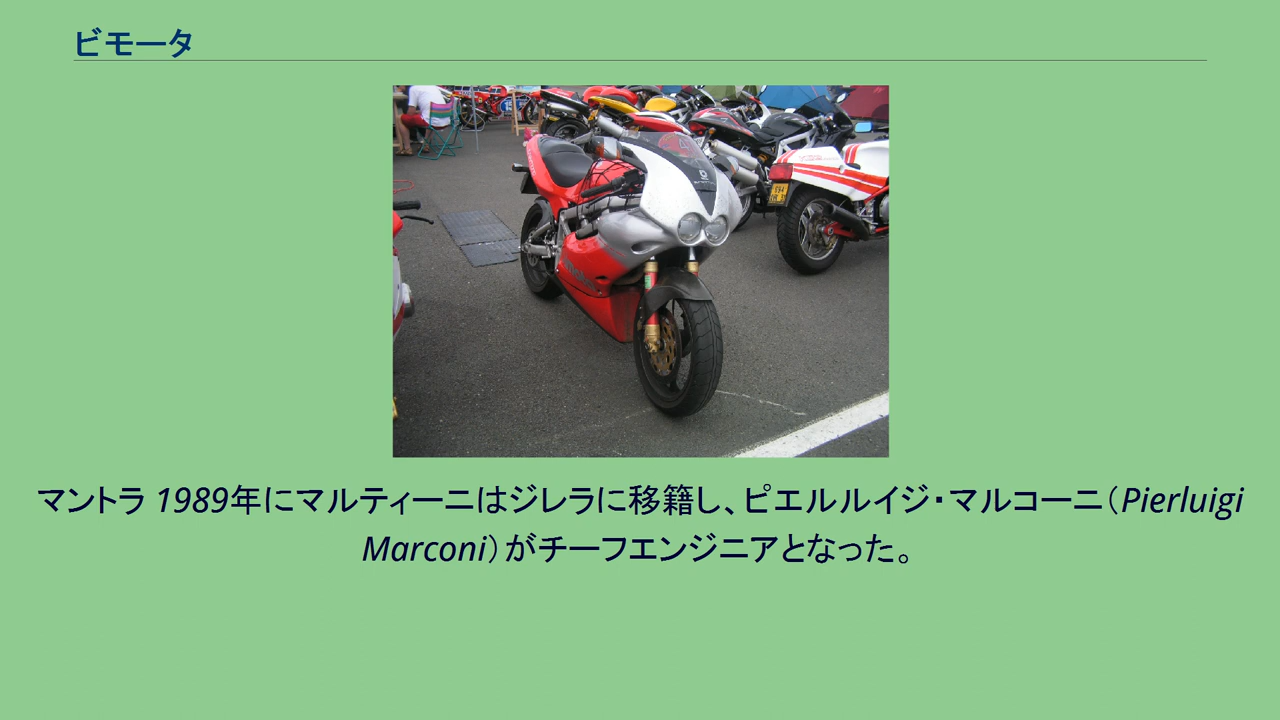 ビモータ
マントラ 1989年にマルティーニはジレラに移籍し、ピエルルイジ・マルコーニ（Pierluigi
Marconi）がチーフエンジニアとなった。